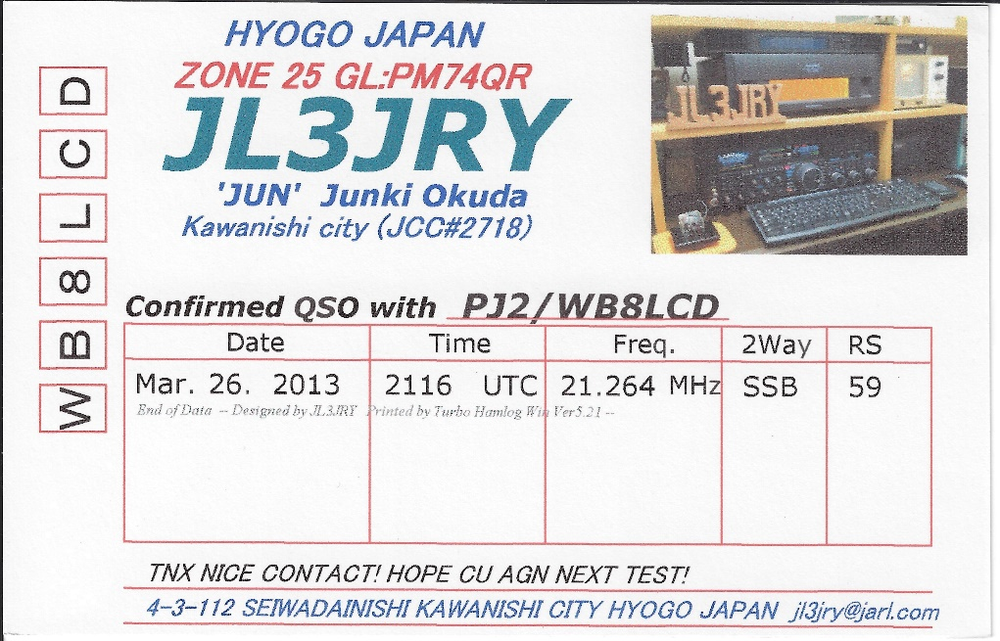 HYOGO JAPAN
ZONE 25 GL:PM74QR
JL3JRY
'JUN' Junki Okuda
Kawanishi city (JCC#2718)
JL3JRY
WB8LCD
Confirmed QSO with PJ2/WB8LCD
Date Time Freq. 2Way RS
Mar. 26. 2013 2116 UTC 21.264 MHz SSB 59
End of Data -- Designed by JL3JRY Printed by Turbo Hamlog Win Ver5.21 --
TNX NICE CONTACT! HOPE CU AGN NEXT TEST!
4-3-112 SEIWADAINISHI KAWANISHI CITY HYOGO JAPAN jl3jry@jarl.com